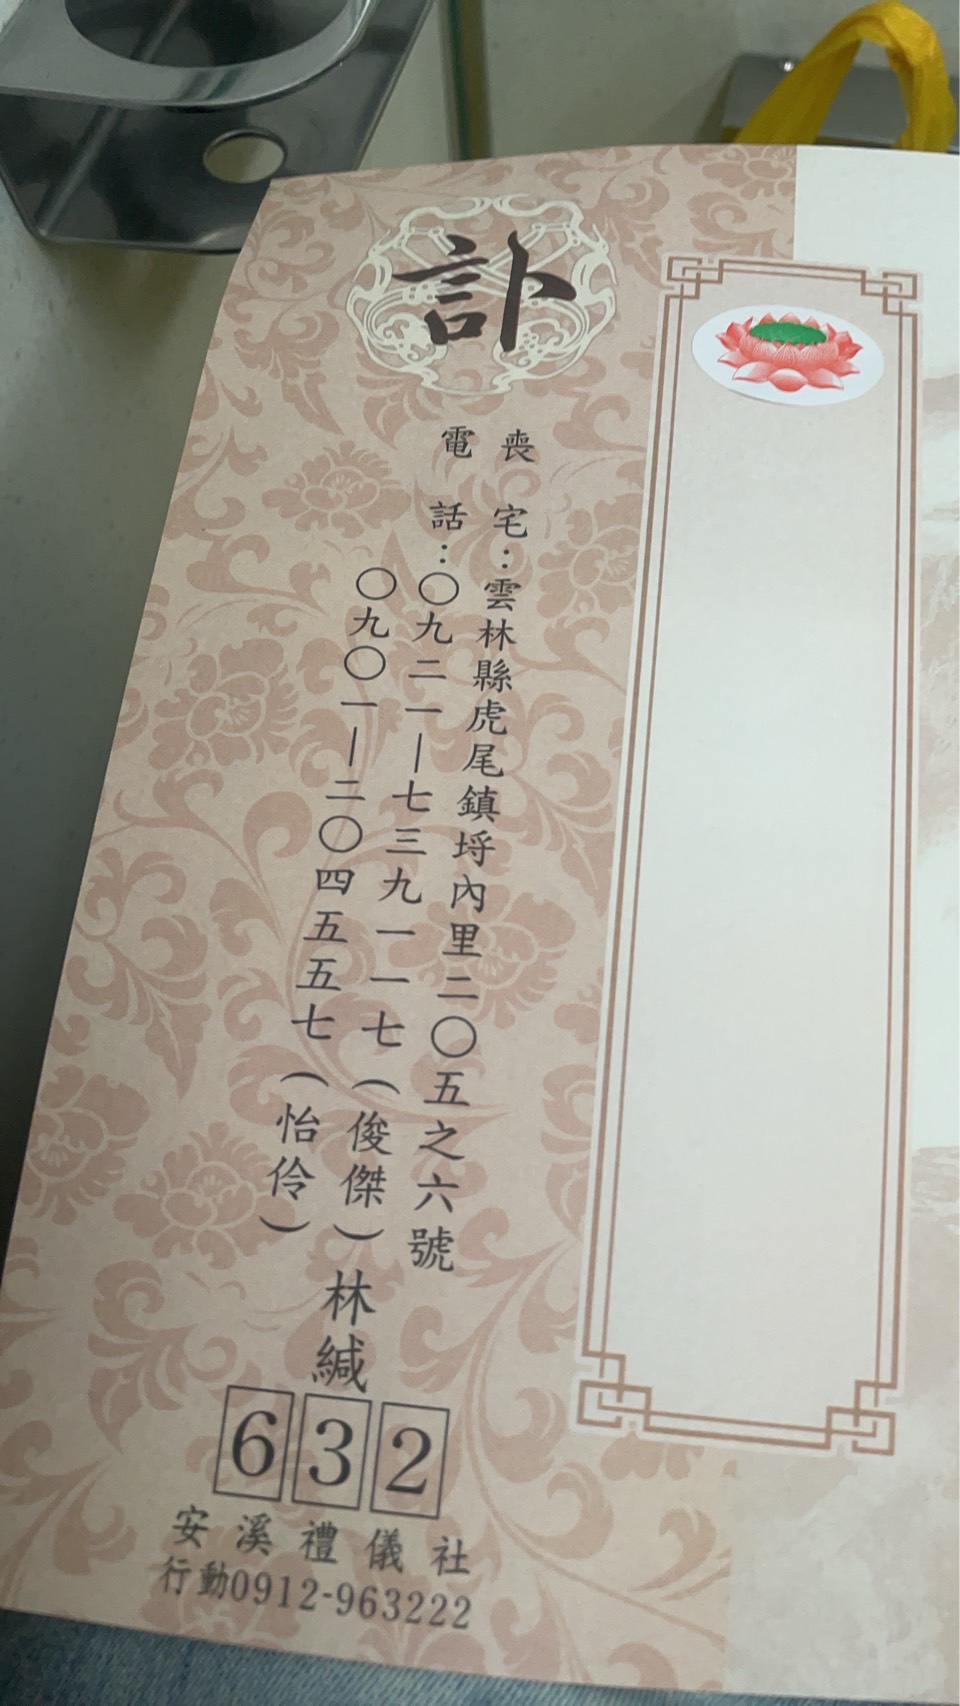 訃
喪宅：雲林縣虎尾鎮埒內里二〇五之六號
電話：〇九二一—七三九一一七（俊傑）林緘
〇九〇一—二〇四五五七（怡伶）
632
安溪禮儀社
行動0912-963222